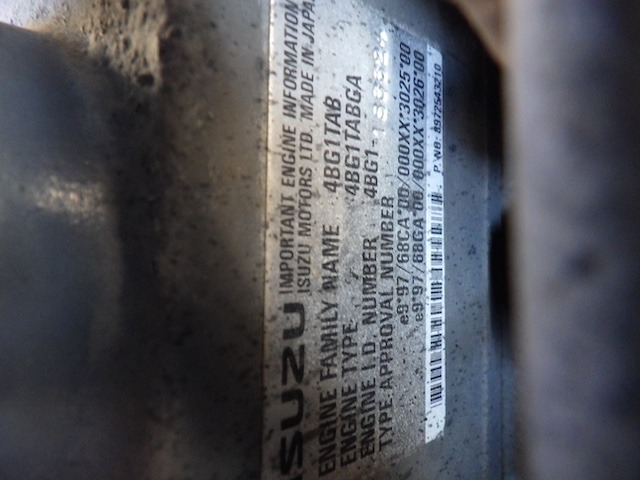 ISUZU
IMPORTANT ENGINE INFORMATION
ISUZU MOTORS LTD. MADE IN JAPAN
ENGINE FAMILY NAME 4BG1TAB
ENGINE TYPE 4BG1TABGA
ENGINE I.D. NUMBER 4BG1-
TYPE APPROVAL NUMBER
e9*97/68CA*00/000XX*3025*00
e9*97/68GA*00/000XX*3026*00
P.NO. 8972543210